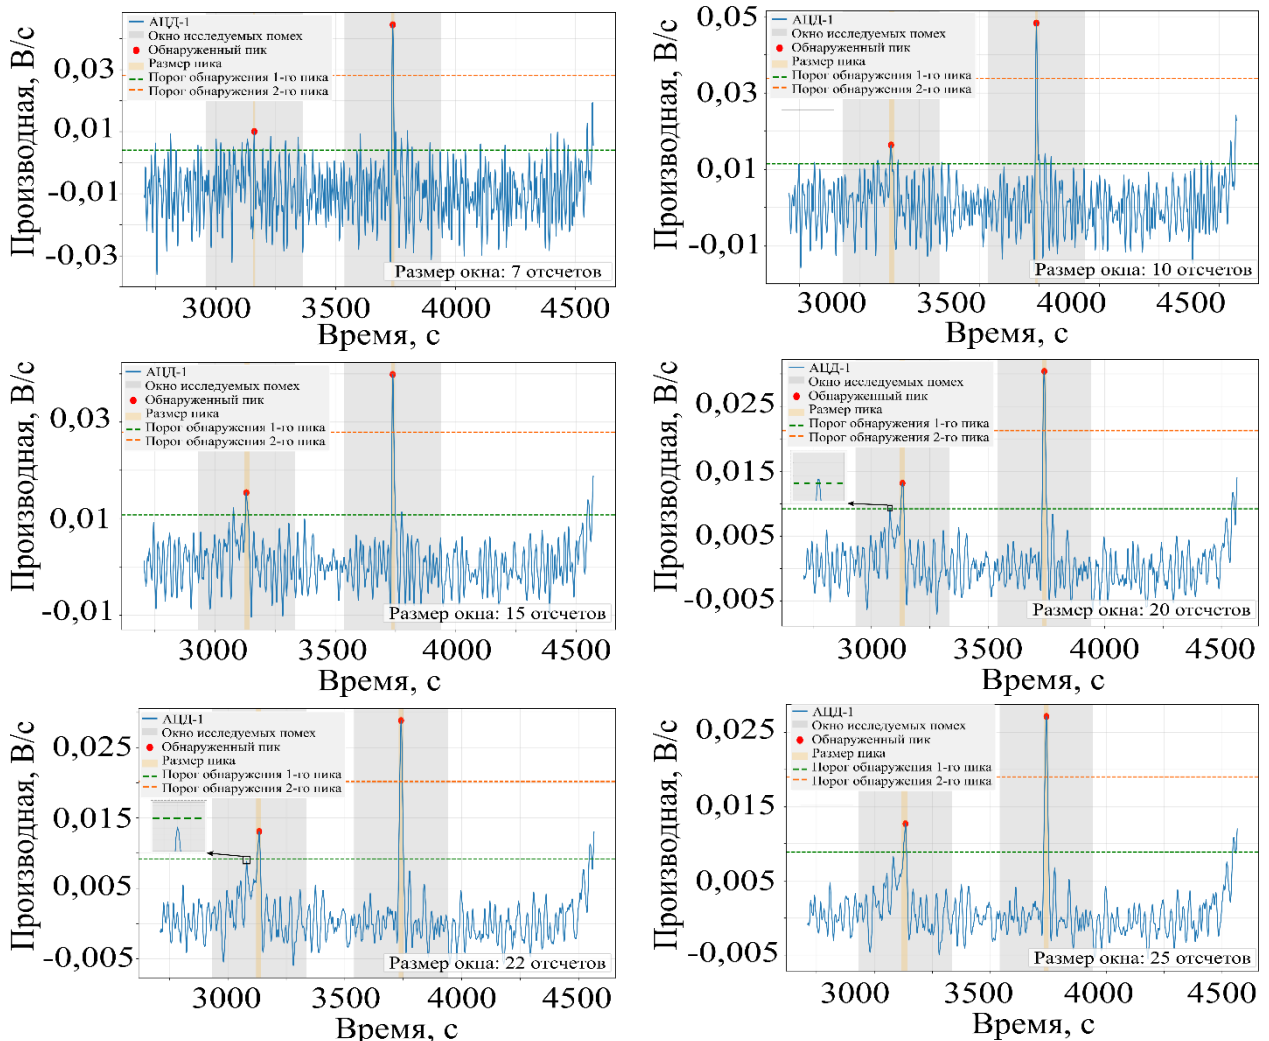 Производная, В/с
0,03
0,01
-0,01
-0,03
АЦД-1
Окно исследуемых помех
Обнаруженный пик
Размер пика
Порог обнаружения 1-го пика
Порог обнаружения 2-го пика
Размер окна: 7 отсчетов
3000 3500 4000 4500
Время, с
Производная, В/с
0,05
0,03
0,01
-0,01
АЦД-1
Окно исследуемых помех
Обнаруженный пик
Размер пика
Порог обнаружения 1-го пика
Порог обнаружения 2-го пика
Размер окна: 10 отсчетов
3000 3500 4000 4500
Время, с
Производная, В/с
0,03
0,01
-0,01
АЦД-1
Окно исследуемых помех
Обнаруженный пик
Размер пика
Порог обнаружения 1-го пика
Порог обнаружения 2-го пика
Размер окна: 15 отсчетов
3000 3500 4000 4500
Время, с
Производная, В/с
0,025
0,015
0,005
-0,005
АЦД-1
Окно исследуемых помех
Обнаруженный пик
Размер пика
Порог обнаружения 1-го пика
Порог обнаружения 2-го пика
Размер окна: 20 отсчетов
3000 3500 4000 4500
Время, с
Производная, В/с
0,025
0,015
0,005
-0,005
АЦД-1
Окно исследуемых помех
Обнаруженный пик
Размер пика
Порог обнаружения 1-го пика
Порог обнаружения 2-го пика
Размер окна: 22 отсчетов
3000 3500 4000 4500
Время, с
Производная, В/с
0,025
0,015
0,005
-0,005
АЦД-1
Окно исследуемых помех
Обнаруженный пик
Размер пика
Порог обнаружения 1-го пика
Порог обнаружения 2-го пика
Размер окна: 25 отсчетов
3000 3500 4000 4500
Время, с